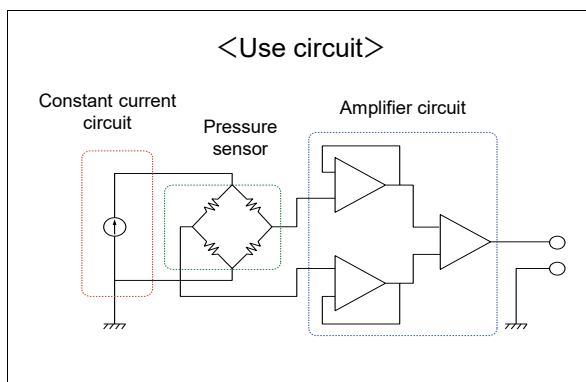 ＜Use circuit＞
Constant current
circuit
Pressure
sensor
Amplifier circuit